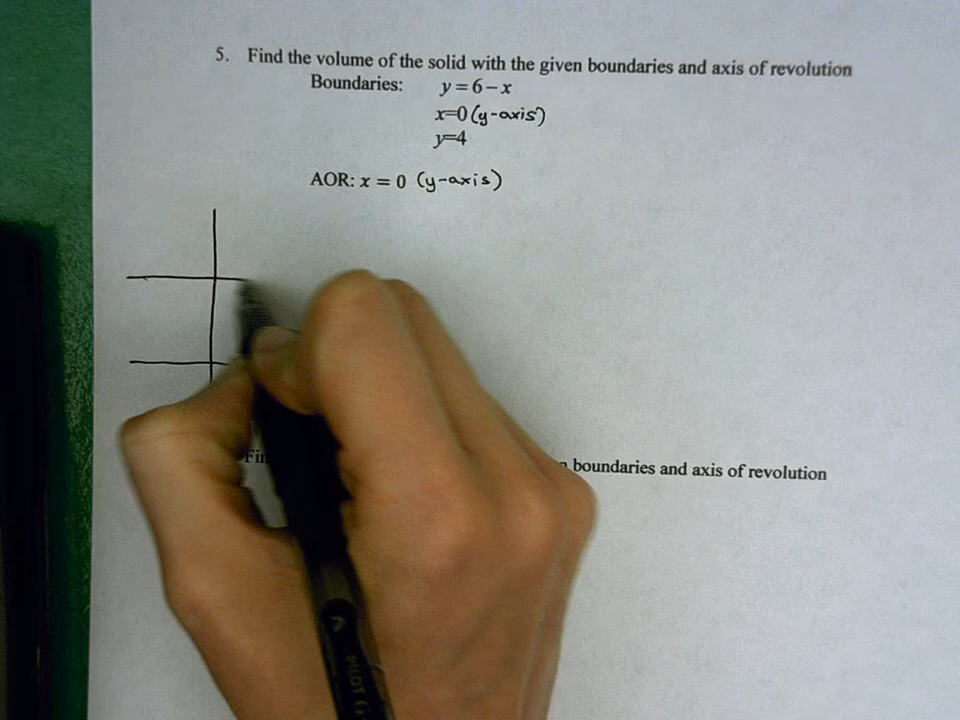 5. Find the volume of the solid with the given boundaries and axis of revolution
Boundaries: y = 6 – x
x=0 (y-axis)
y=4
AOR: x = 0 (y-axis)
boundaries and axis of revolution
PILOT